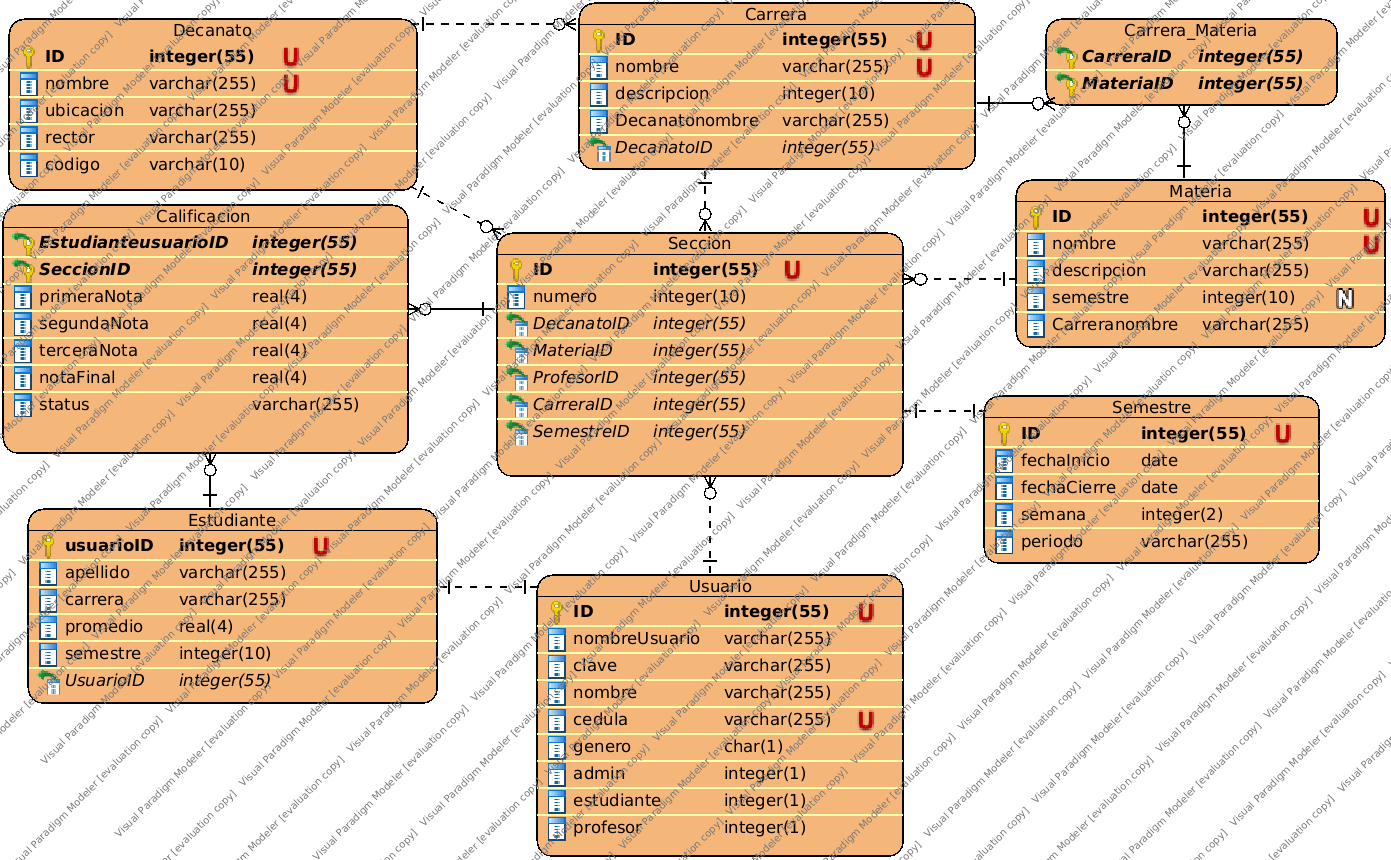 Decanato
ID integer(55) U
nombre varchar(255) U
ubicacion varchar(255)
rector varchar(255)
codigo varchar(10)
Carrera
ID integer(55) U
nombre varchar(255) U
descripcion integer(10)
Decanatonombre varchar(255)
DecanatoID integer(55)
Carrera_Materia
CarreraID integer(55)
MateriaID integer(55)
Calificacion
EstudianteusuarioID integer(55)
SeccionID integer(55)
primeraNota real(4)
segundaNota real(4)
terceraNota real(4)
notaFinal real(4)
status varchar(255)
Seccion
ID integer(55) U
numero integer(10)
DecanatoID integer(55)
MateriaID integer(55)
ProfesorID integer(55)
CarreraID integer(55)
SemestreID integer(55)
Materia
ID integer(55) U
nombre varchar(255) U
descripcion varchar(255)
semestre integer(10) N
Carreranombre varchar(255)
Semestre
ID integer(55) U
fechaInicio date
fechaCierre date
semana integer(2)
periodo varchar(255)
Estudiante
usuarioID integer(55) U
apellido varchar(255)
carrera varchar(255)
promedio real(4)
semestre integer(10)
UsuarioID integer(55)
Usuario
ID integer(55) U
nombreUsuario varchar(255)
clave varchar(255)
nombre varchar(255)
cedula varchar(255) U
genero char(1)
admin integer(1)
estudiante integer(1)
profesor integer(1)
Visual Paradigm Modeler [evaluation copy]